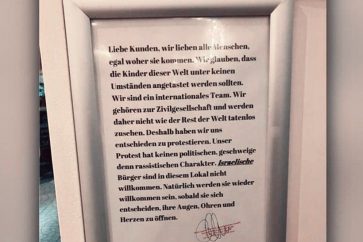 Liebe Kunden, wir lieben alle Menschen,
egal woher sie kommen. Wir glauben, dass
die Kinder dieser Welt unter keinen
Umständen angetastet werden sollten.
Wir sind ein internationales Team. Wir
gehören zur Zivilgesellschaft und werden
daher nicht wie der Rest der Welt tatenlos
zusehen. Deshalb haben wir uns
entschieden zu protestieren. Unser
Protest hat keinen politischen, geschweige
denn rassistischen Charakter. Israelische
Bürger sind in diesem Lokal nicht
willkommen. Natürlich werden sie wieder
willkommen sein, sobald sie sich
entscheiden, ihre Augen, Ohren und
Herzen zu öffnen.